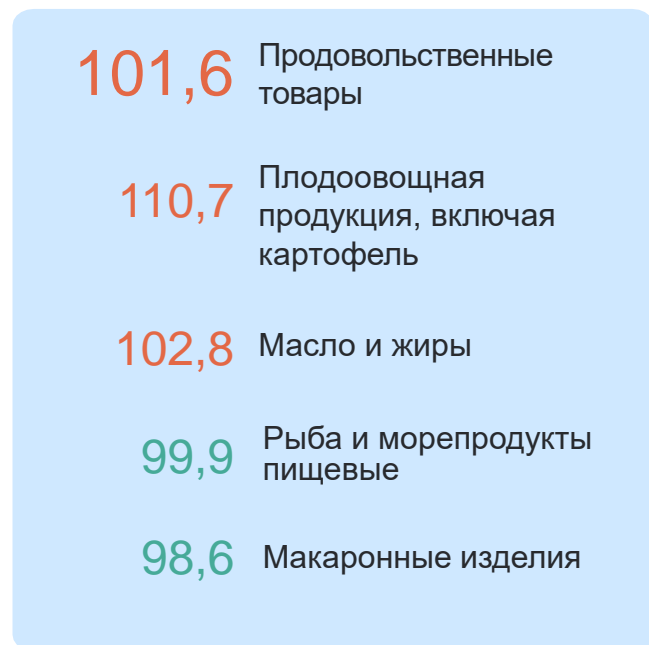 101,6 Продовольственные
товары
110,7 Плодоовощная
продукция, включая
картофель
102,8 Масло и жиры
99,9 Рыба и морепродукты
пищевые
98,6 Макаронные изделия